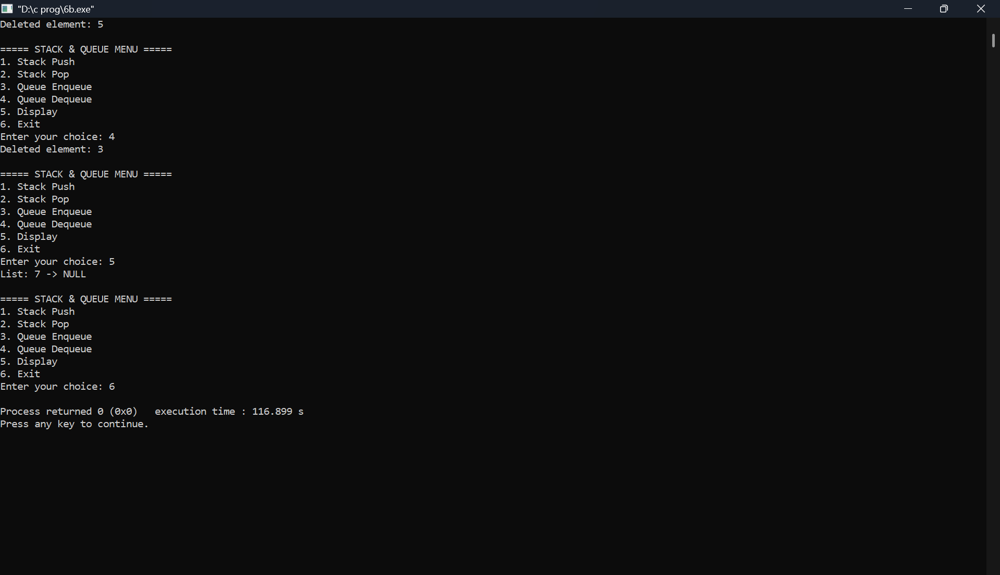 "D:\c prog\6b.exe"
Deleted element: 5
===== STACK & QUEUE MENU =====
1. Stack Push
2. Stack Pop
3. Queue Enqueue
4. Queue Dequeue
5. Display
6. Exit
Enter your choice: 4
Deleted element: 3
===== STACK & QUEUE MENU =====
1. Stack Push
2. Stack Pop
3. Queue Enqueue
4. Queue Dequeue
5. Display
6. Exit
Enter your choice: 5
List: 7 -> NULL
===== STACK & QUEUE MENU =====
1. Stack Push
2. Stack Pop
3. Queue Enqueue
4. Queue Dequeue
5. Display
6. Exit
Enter your choice: 6
Process returned 0 (0x0)   execution time : 116.899 s
Press any key to continue.